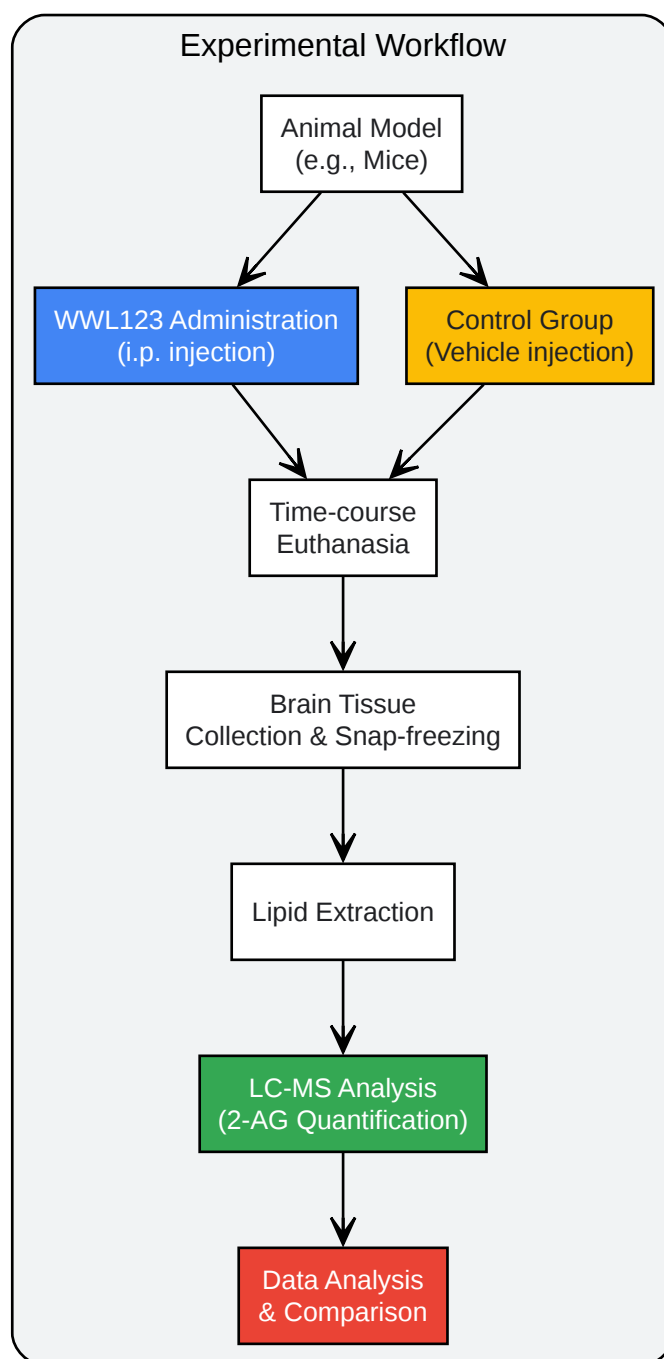 Experimental Workflow
Animal Model
(e.g., Mice)
WWL123 Administration
(i.p. injection)
Control Group
(Vehicle injection)
Time-course
Euthanasia
Brain Tissue
Collection & Snap-freezing
Lipid Extraction
LC-MS Analysis
(2-AG Quantification)
Data Analysis
& Comparison